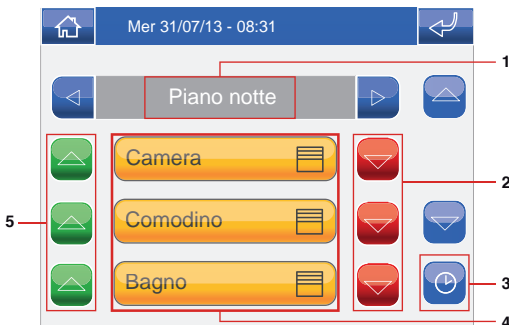 Mer 31/07/13 - 08:31
1
Piano notte
Camera
2
5
Comodino
Bagno
3
4